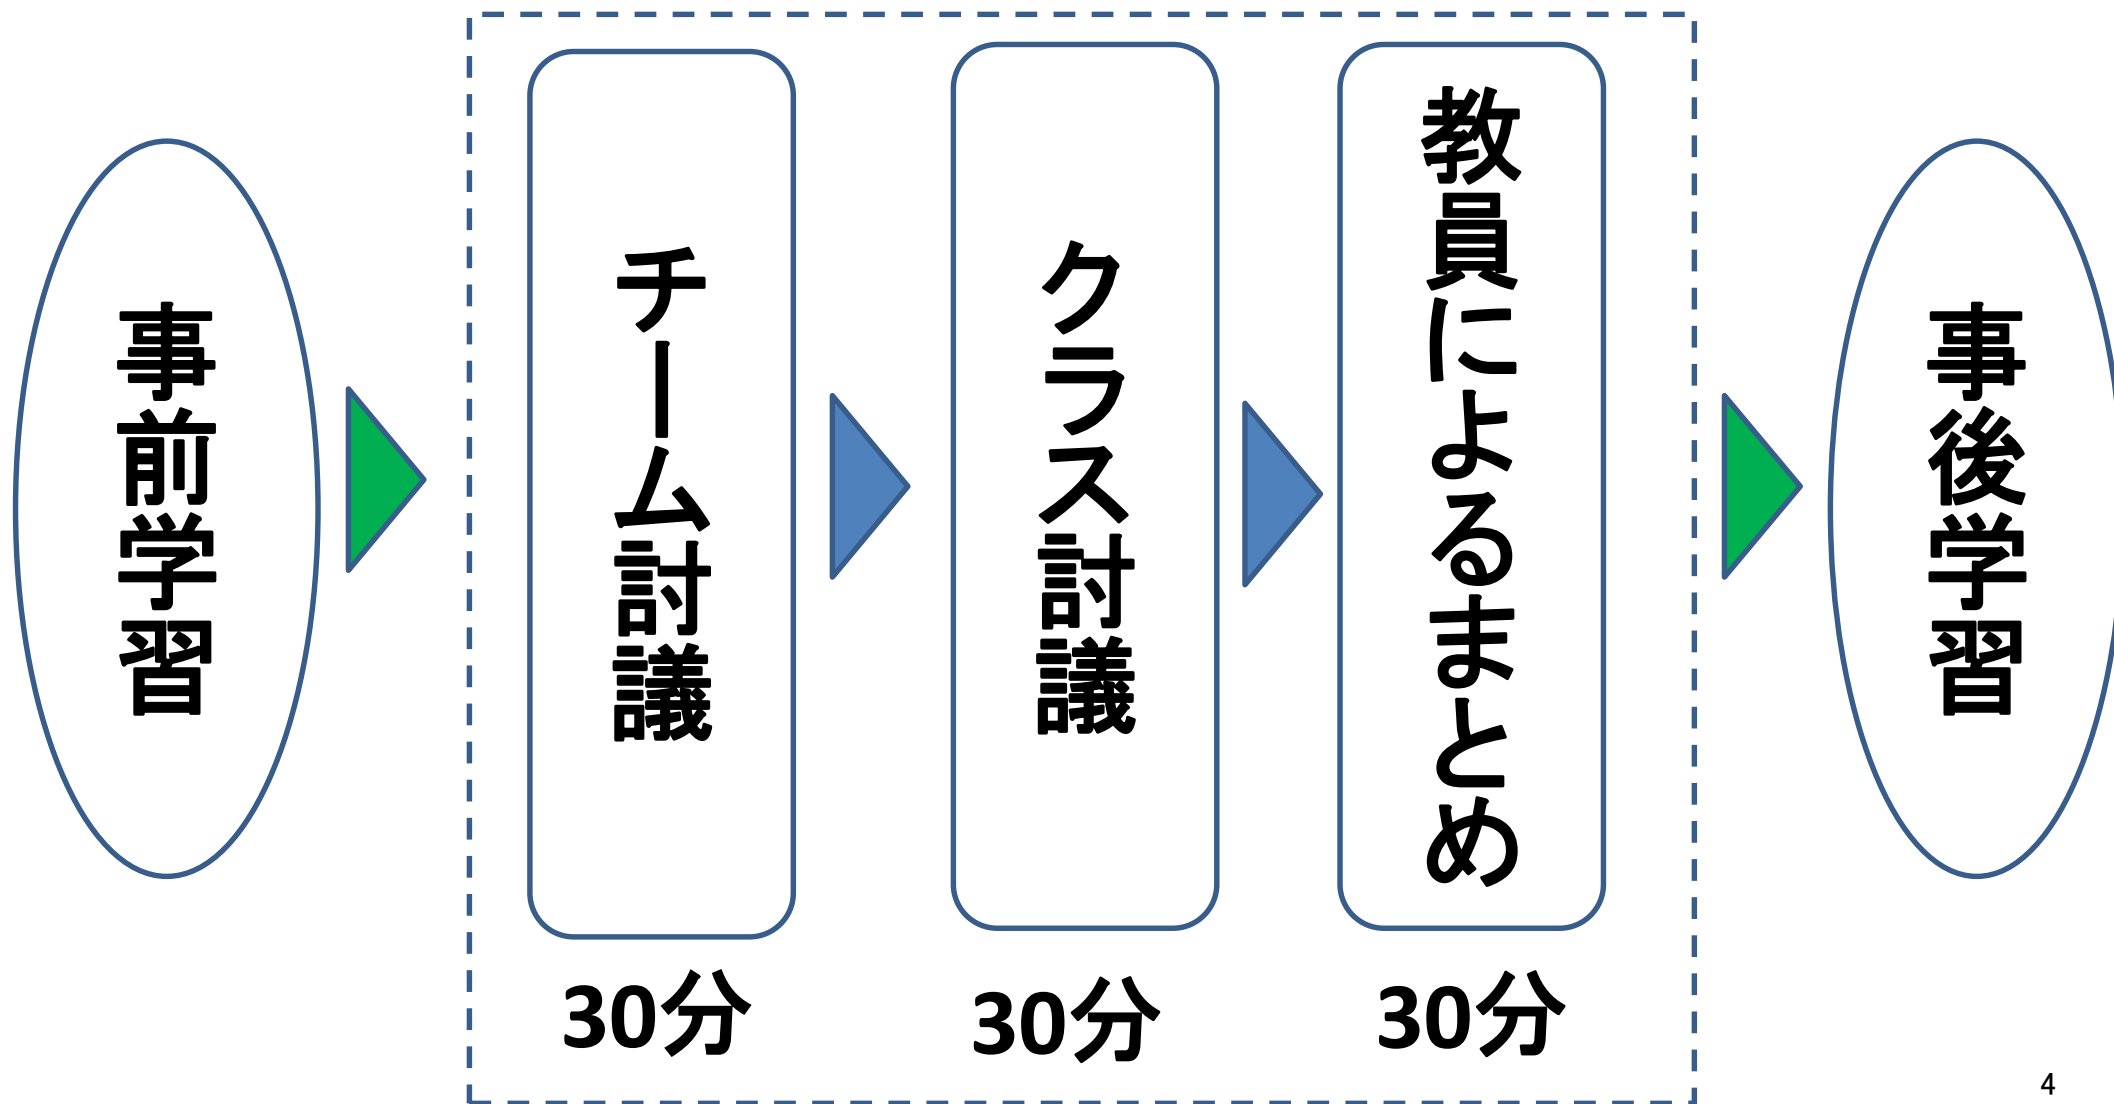 事前学習
チーム討議
30分
クラス討議
30分
教員によるまとめ
30分
事後学習
4